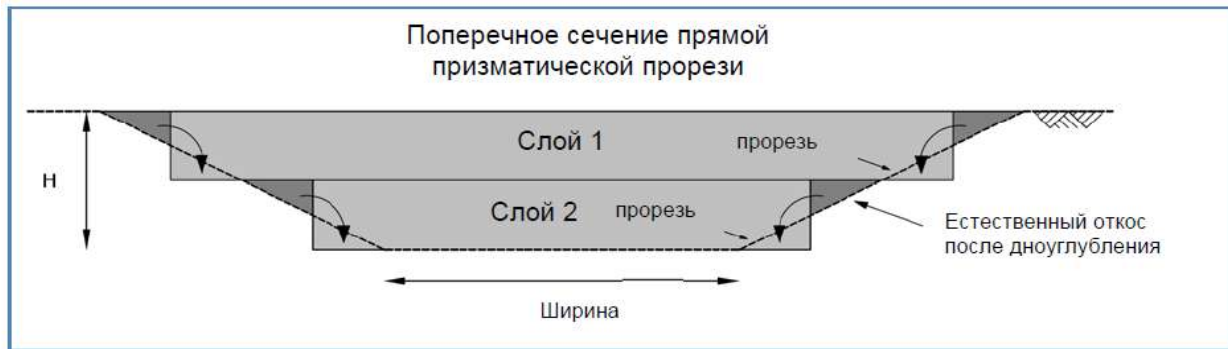 Поперечное сечение прямой
призматической прорези
Слой 1
прорезь
H
Слой 2
прорезь
Естественный откос
после дноуглубления
Ширина